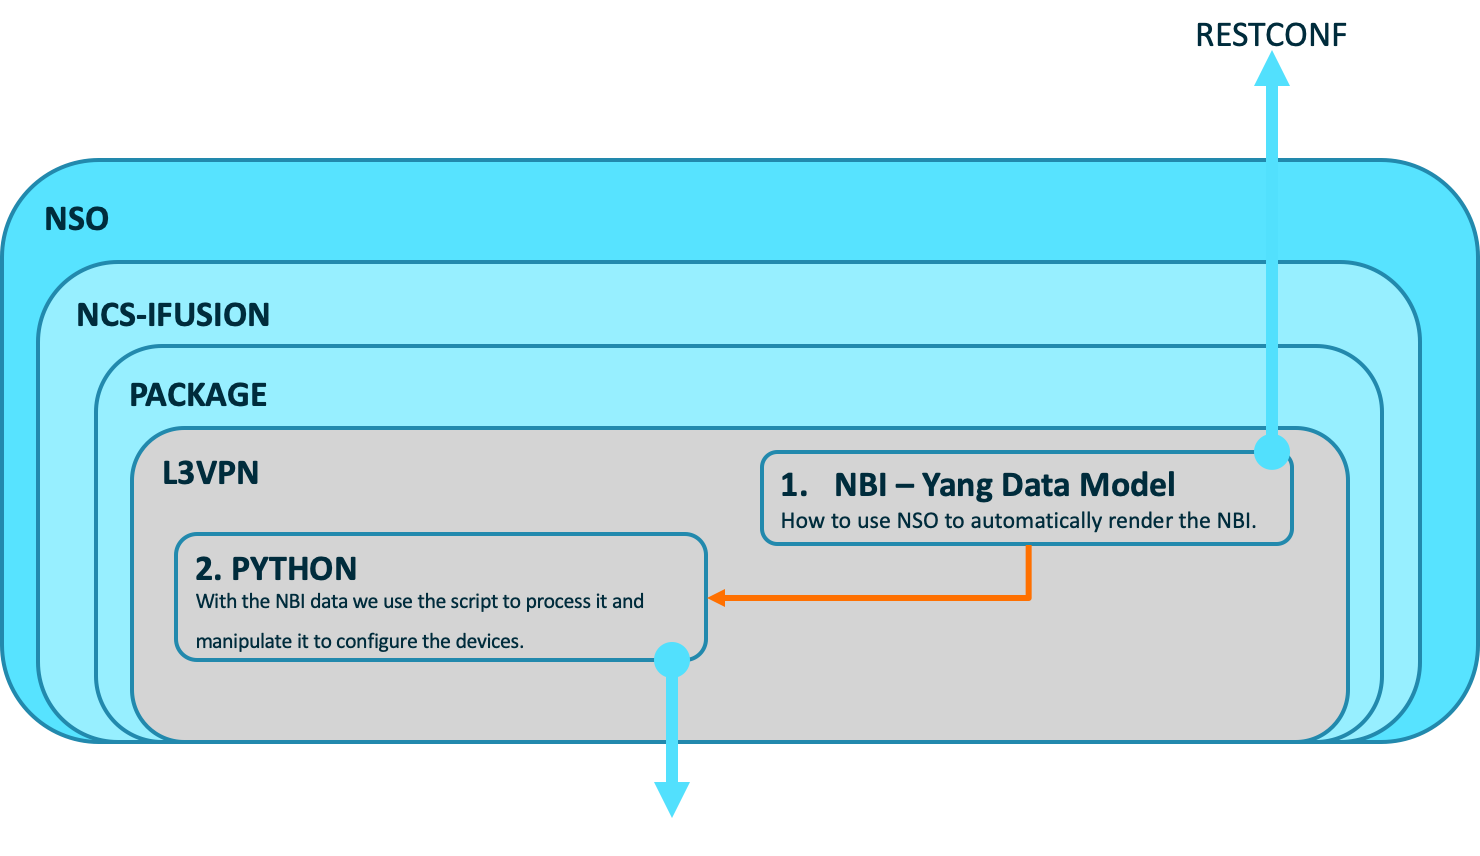 RESTCONF
NSO
NCS-IFUSION
PACKAGE
L3VPN
1. NBI – Yang Data Model
How to use NSO to automatically render the NBI.
2. PYTHON
With the NBI data we use the script to process it and
manipulate it to configure the devices.